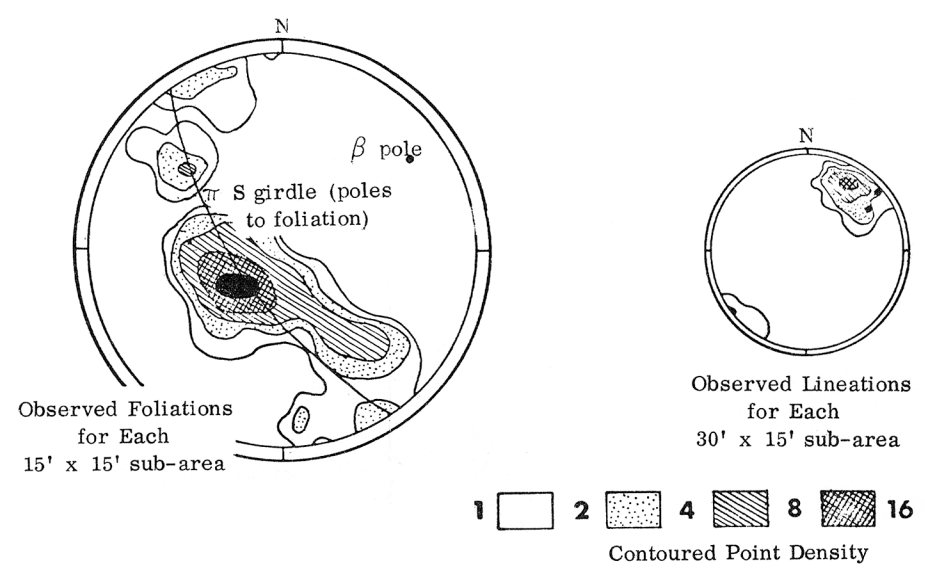 N
β pole
π S girdle (poles
to foliation)
Observed Foliations
for Each
15' x 15' sub-area
N
Observed Lineations
for Each
30' x 15' sub-area
1 2 4 8 16
Contoured Point Density